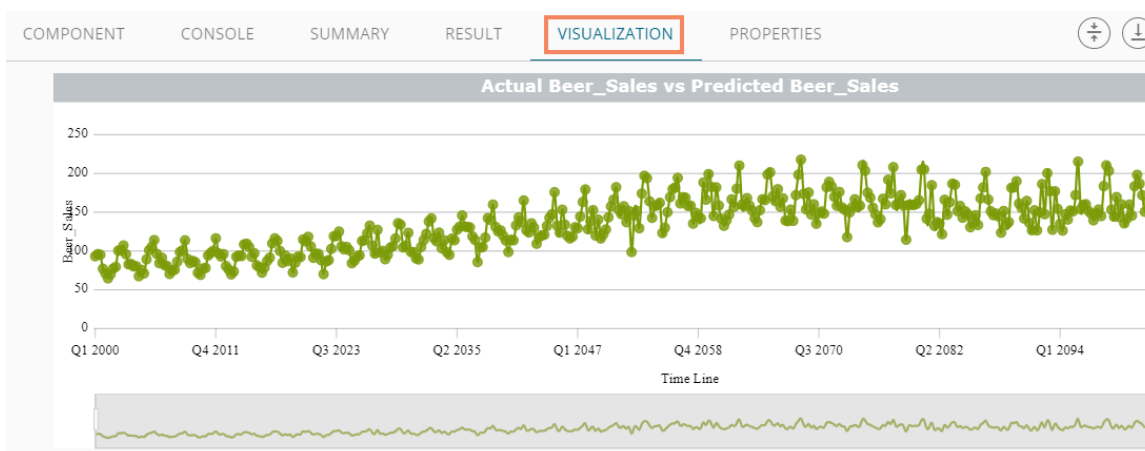 COMPONENT CONSOLE SUMMARY RESULT VISUALIZATION PROPERTIES
Actual Beer_Sales vs Predicted Beer_Sales
250
200
150
100
50
0
Beer_Sales
Q1 2000 Q4 2011 Q3 2023 Q2 2035 Q1 2047 Q4 2058 Q3 2070 Q2 2082 Q1 2094
Time Line